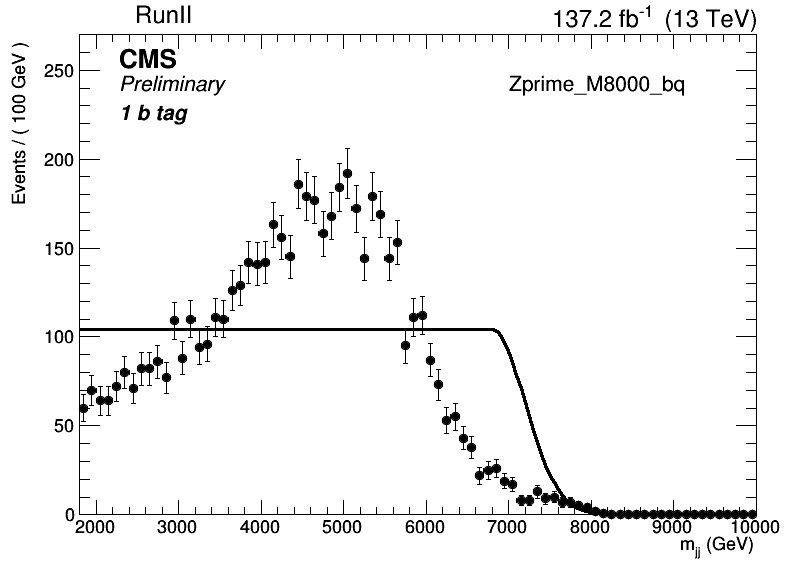 RunII
137.2 fb-1 (13 TeV)
CMS
Preliminary
1 b tag
Zprime_M8000_bq
Events / ( 100 GeV )
250
200
150
100
50
0
2000 3000 4000 5000 6000 7000 8000 9000 10000
mjj (GeV)